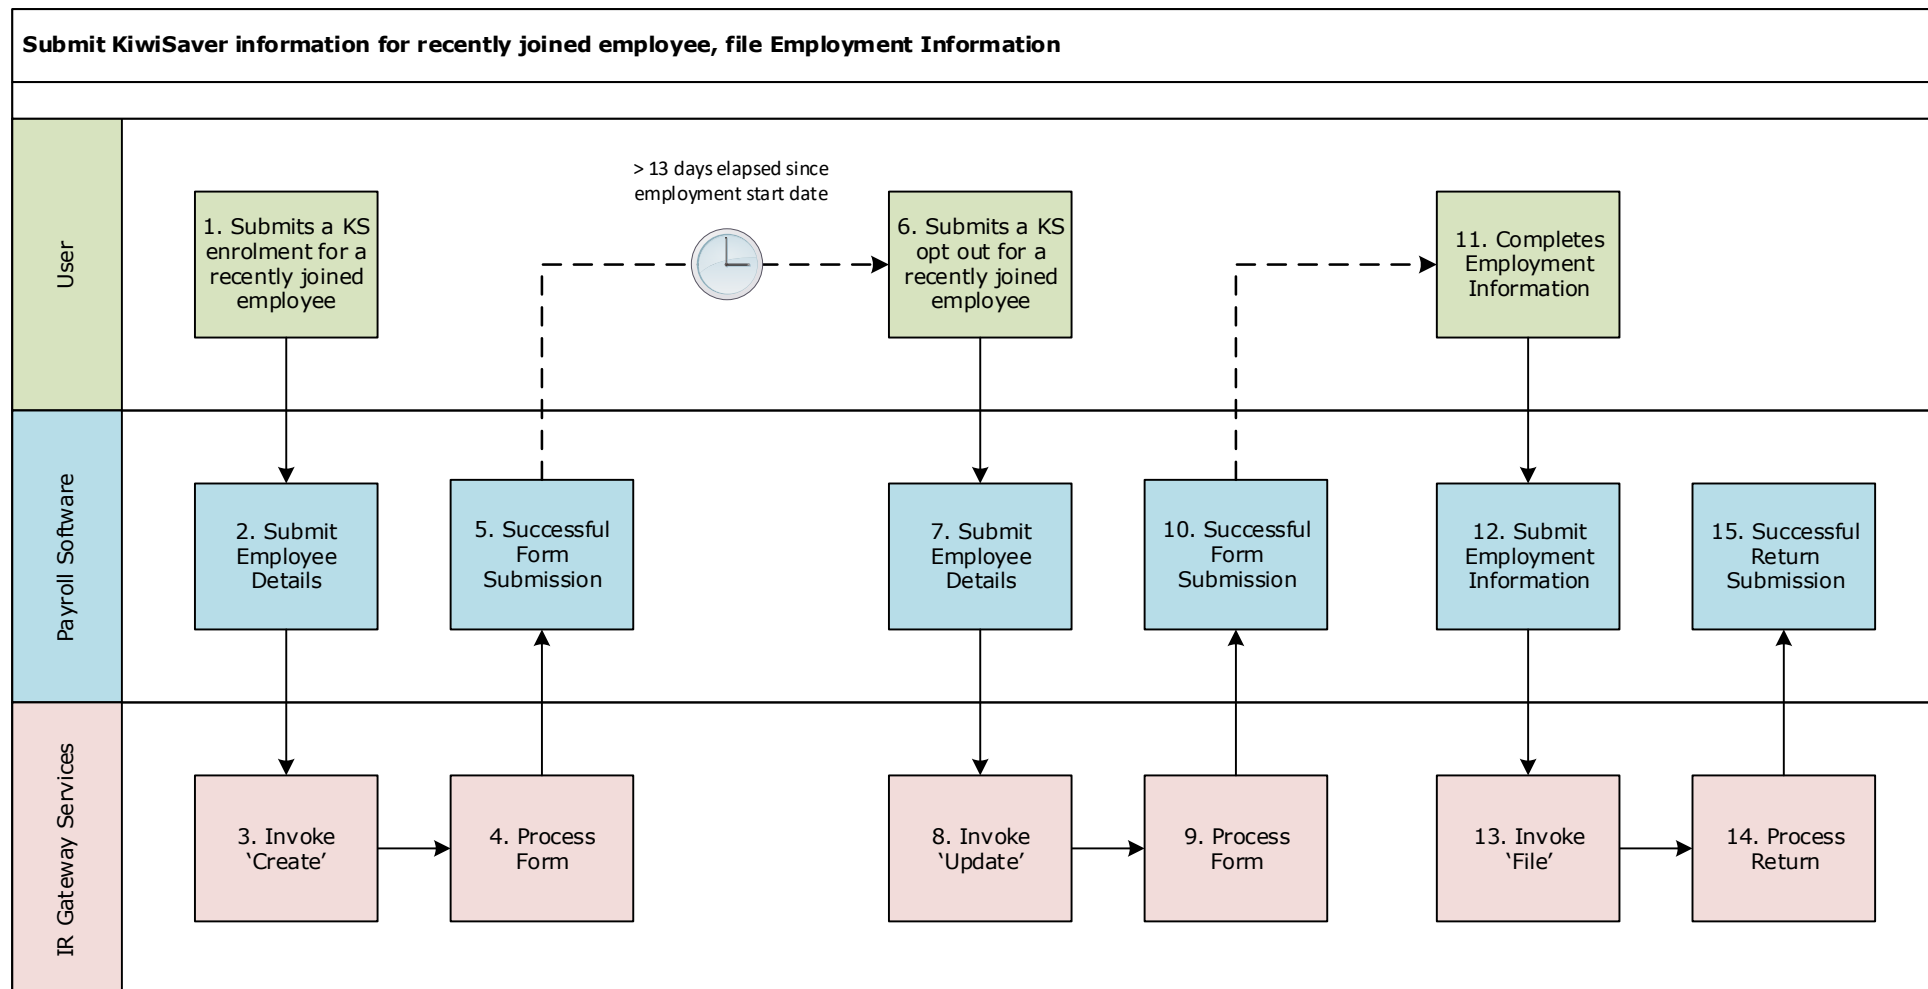 Submit KiwiSaver information for recently joined employee, file Employment Information
User
> 13 days elapsed since
employment start date
1. Submits a KS
enrolment for a
recently joined
employee
6. Submits a KS
opt out for a
recently joined
employee
11. Completes
Employment
Information
Payroll Software
2. Submit
Employee
Details
5. Successful
Form
Submission
7. Submit
Employee
Details
10. Successful
Form
Submission
12. Submit
Employment
Information
15. Successful
Return
Submission
IR Gateway Services
3. Invoke
‘Create’
4. Process
Form
8. Invoke
‘Update’
9. Process
Form
13. Invoke
‘File’
14. Process
Return